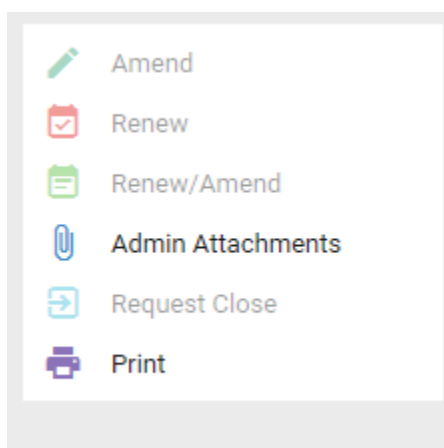 Amend
Renew
Renew/Amend
Admin Attachments
Request Close
Print